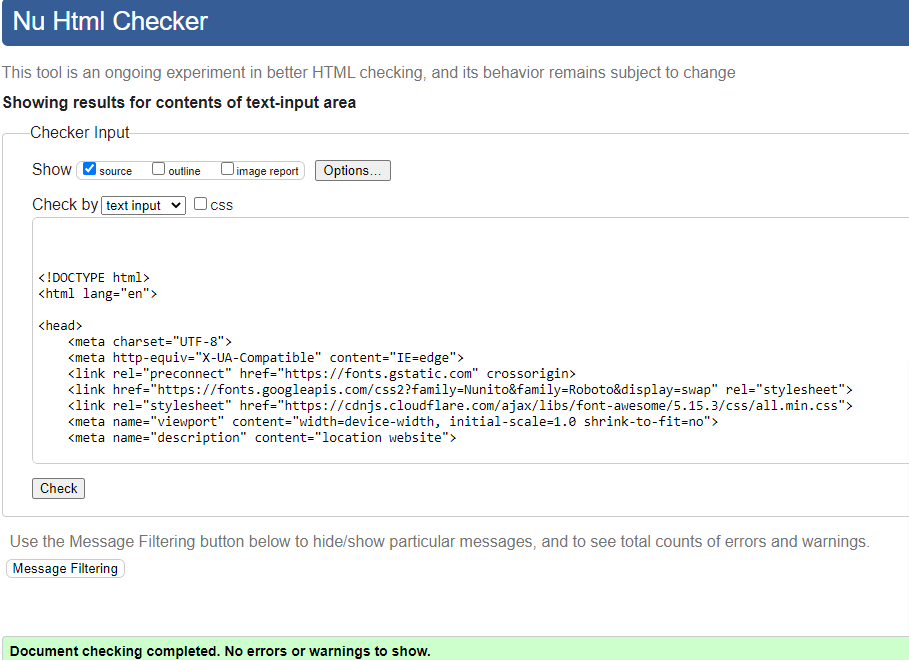 Nu Html Checker
This tool is an ongoing experiment in better HTML checking, and its behavior remains subject to change
Showing results for contents of text-input area
Checker Input
Show source outline image report Options...
Check by text input css
<!DOCTYPE html>
<html lang="en">
<head>
<meta charset="UTF-8">
<meta http-equiv="X-UA-Compatible" content="IE=edge">
<link rel="preconnect" href="https://fonts.gstatic.com" crossorigin>
<link href="https://fonts.googleapis.com/css2?family=Nunito&family=Roboto&display=swap" rel="stylesheet">
<link rel="stylesheet" href="https://cdnjs.cloudflare.com/ajax/libs/font-awesome/5.15.3/css/all.min.css">
<meta name="viewport" content="width=device-width, initial-scale=1.0 shrink-to-fit=no">
<meta name="description" content="location website">
Check
Use the Message Filtering button below to hide/show particular messages, and to see total counts of errors and warnings.
Message Filtering
Document checking completed. No errors or warnings to show.